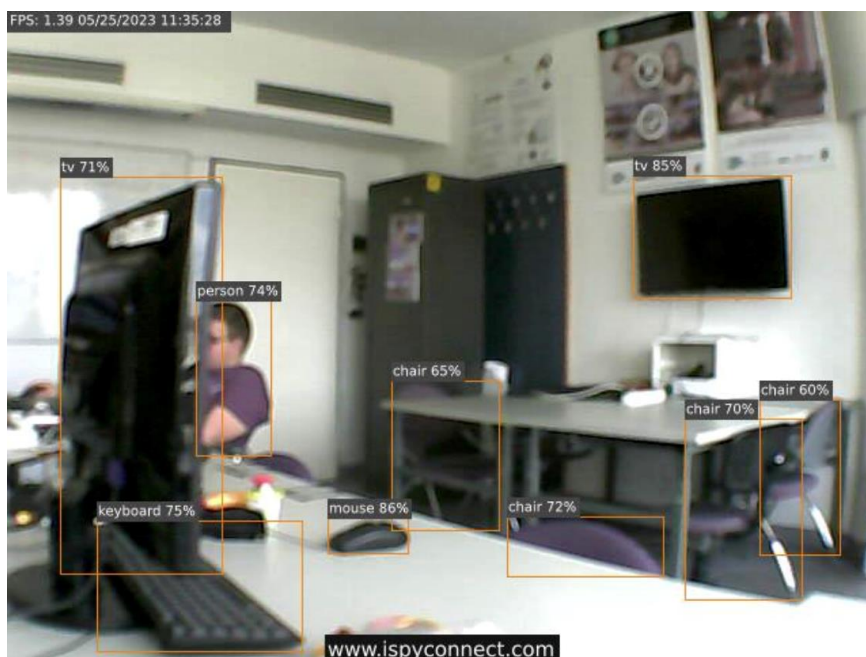 FPS: 1.39 05/25/2023 11:35:28
tv 71%
tv 85%
person 74%
chair 65%
chair 60%
chair 70%
keyboard 75%
mouse 86%
chair 72%
www.ispyconnect.com